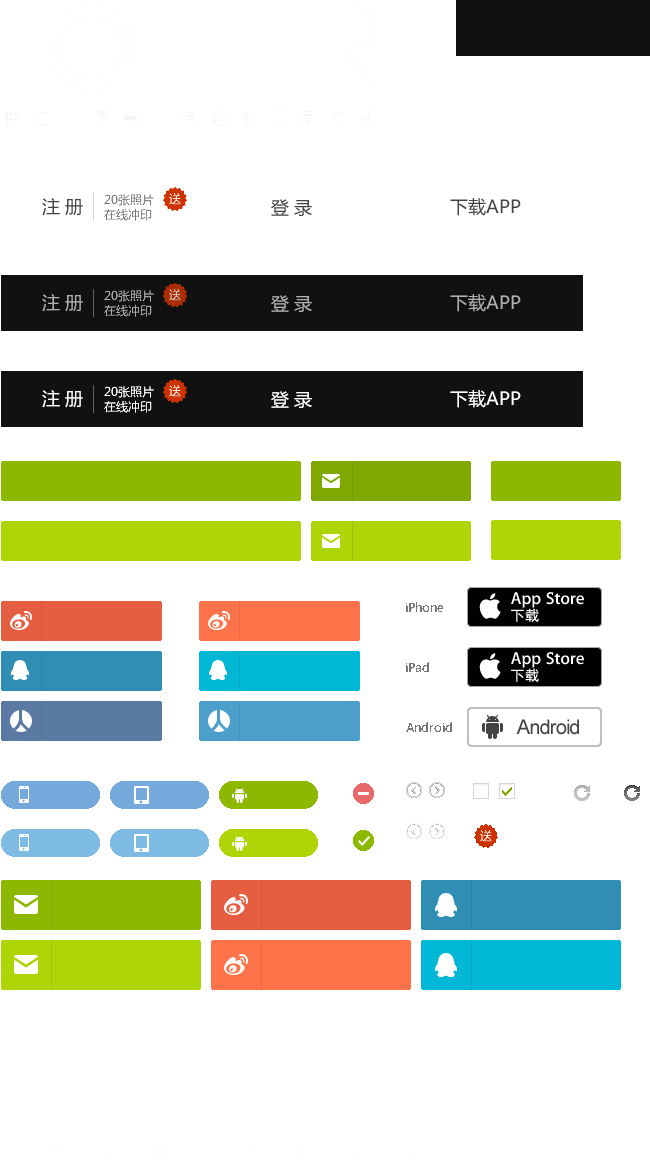 注 册
20张照片
在线冲印
送
登 录
下载APP
注 册
20张照片
在线冲印
送
登 录
下载APP
注 册
20张照片
在线冲印
送
登 录
下载APP
iPhone
App Store
下载
iPad
App Store
下载
Android
Android
送